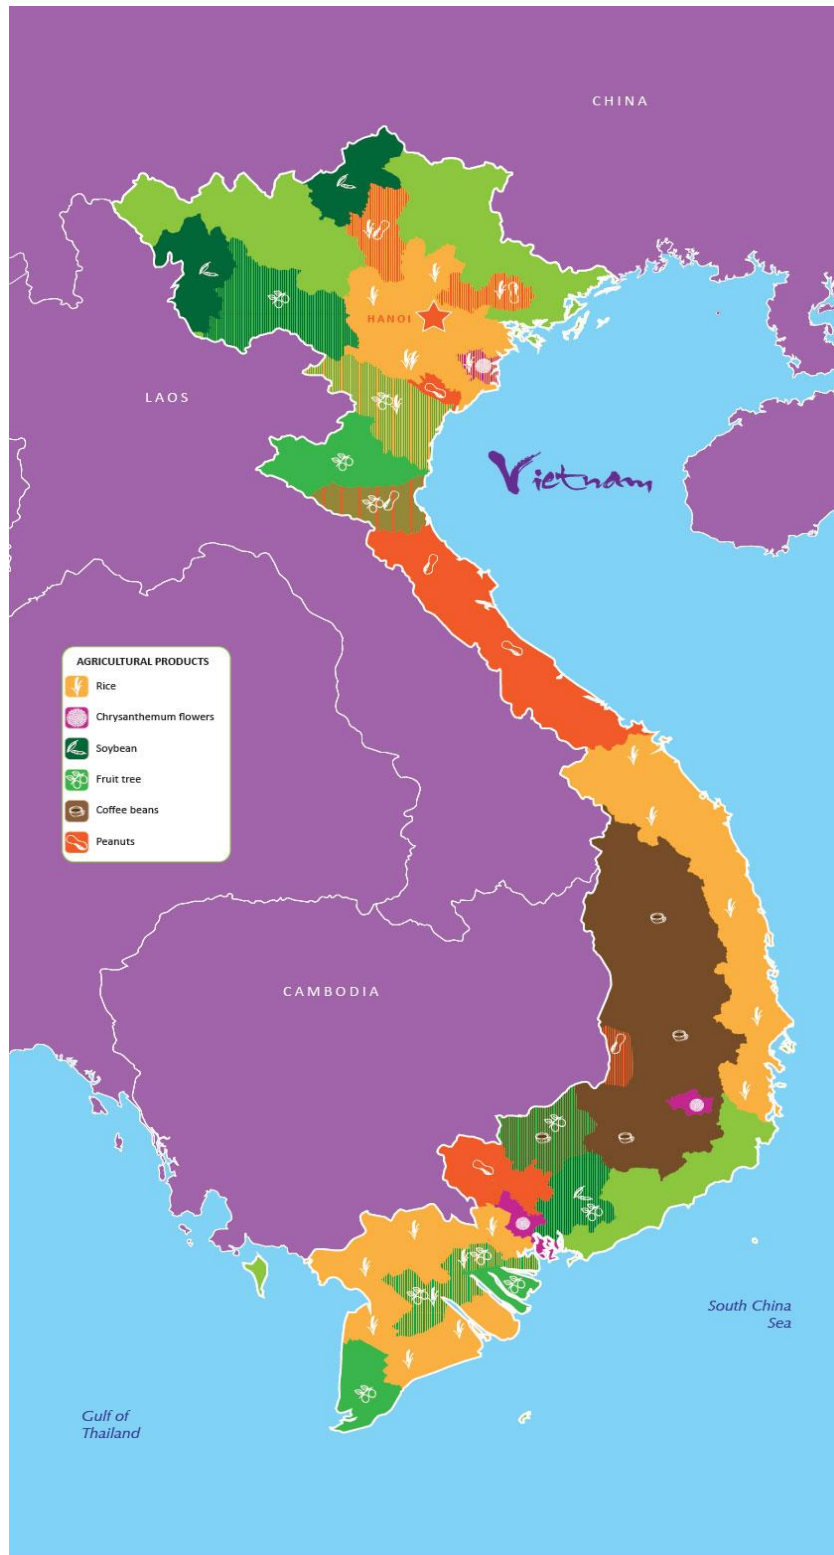 CHINA
HANOI
LAOS
Vietnam
AGRICULTURAL PRODUCTS
Rice
Chrysanthemum flowers
Soybean
Fruit tree
Coffee beans
Peanuts
CAMBODIA
South China
Sea
Gulf of
Thailand